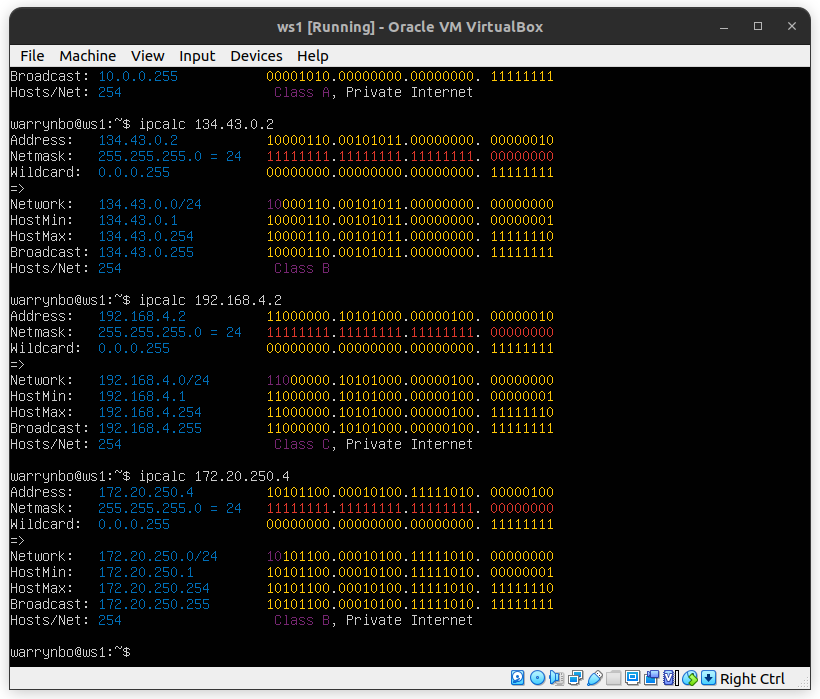 ws1 [Running] - Oracle VM VirtualBox
File Machine View Input Devices Help
Broadcast: 10.0.0.255 00001010.00000000.00000000. 11111111
Hosts/Net: 254 Class A, Private Internet
warrynbo@ws1:~$ ipcalc 134.43.0.2
Address: 134.43.0.2 10000110.00101011.00000000. 00000010
Netmask: 255.255.255.0 = 24 11111111.11111111.11111111. 00000000
Wildcard: 0.0.0.255 00000000.00000000.00000000. 11111111
=>
Network: 134.43.0.0/24 10000110.00101011.00000000. 00000000
HostMin: 134.43.0.1 10000110.00101011.00000000. 00000001
HostMax: 134.43.0.254 10000110.00101011.00000000. 11111110
Broadcast: 134.43.0.255 10000110.00101011.00000000. 11111111
Hosts/Net: 254 Class B
warrynbo@ws1:~$ ipcalc 192.168.4.2
Address: 192.168.4.2 11000000.10101000.00000100. 00000010
Netmask: 255.255.255.0 = 24 11111111.11111111.11111111. 00000000
Wildcard: 0.0.0.255 00000000.00000000.00000000. 11111111
=>
Network: 192.168.4.0/24 11000000.10101000.00000100. 00000000
HostMin: 192.168.4.1 11000000.10101000.00000100. 00000001
HostMax: 192.168.4.254 11000000.10101000.00000100. 11111110
Broadcast: 192.168.4.255 11000000.10101000.00000100. 11111111
Hosts/Net: 254 Class C, Private Internet
warrynbo@ws1:~$ ipcalc 172.20.250.4
Address: 172.20.250.4 10101100.00010100.11111010. 00000100
Netmask: 255.255.255.0 = 24 11111111.11111111.11111111. 00000000
Wildcard: 0.0.0.255 00000000.00000000.00000000. 11111111
=>
Network: 172.20.250.0/24 10101100.00010100.11111010. 00000000
HostMin: 172.20.250.1 10101100.00010100.11111010. 00000001
HostMax: 172.20.250.254 10101100.00010100.11111010. 11111110
Broadcast: 172.20.250.255 10101100.00010100.11111010. 11111111
Hosts/Net: 254 Class B, Private Internet
warrynbo@ws1:~$
Right Ctrl